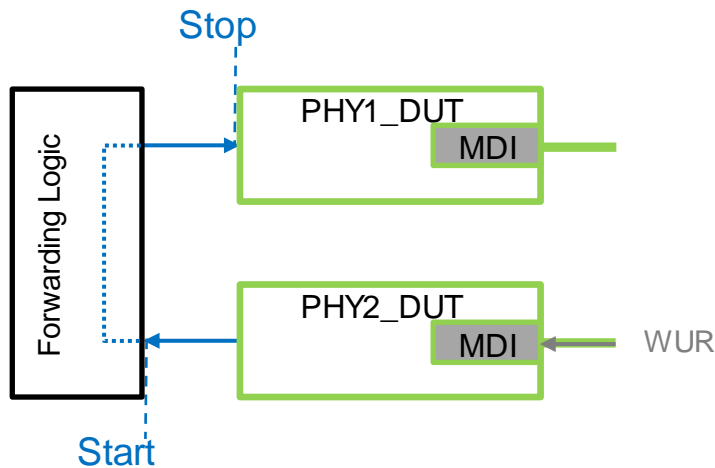 Stop
PHY1_DUT
MDI
Forwarding Logic
PHY2_DUT
MDI
WUR
Start